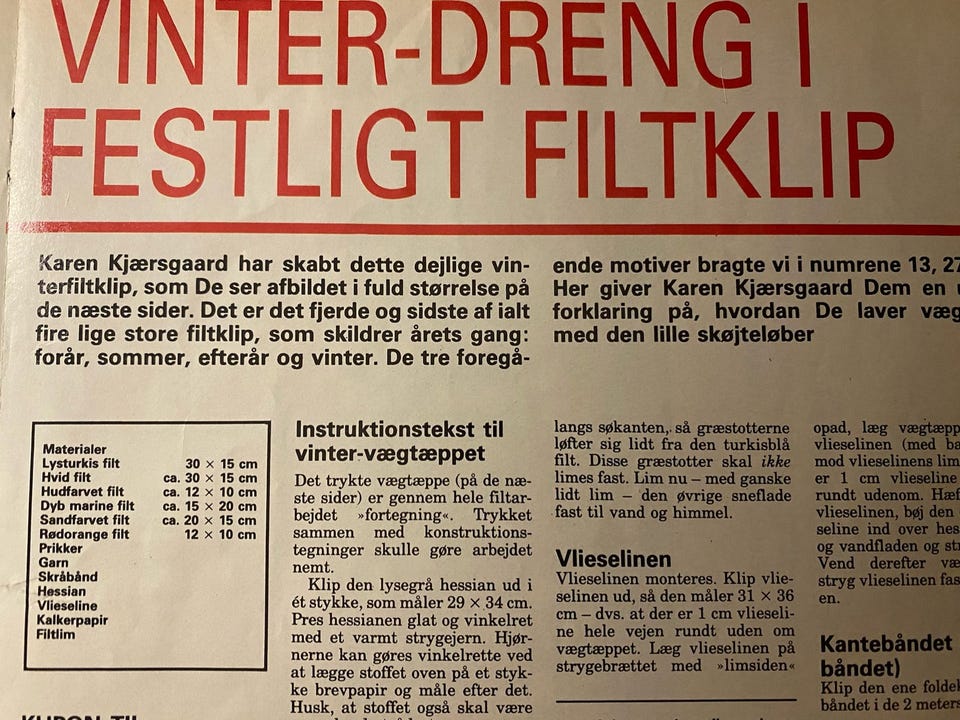 VINTER-DRENG I
FESTLIGT FILTKLIP
Karen Kjærsgaard har skabt dette dejlige vin-
terfiltklip, som De ser afbildet i fuld størrelse på
de næste sider. Det er det fjerde og sidste af ialt
fire lige store filtklip, som skildrer årets gang:
forår, sommer, efterår og vinter. De tre foregå-
ende motiver bragte vi i numrene 13, 27
Her giver Karen Kjærsgaard Dem en
forklaring på, hvordan De laver væg
med den lille skøjteløber
Materialer
Lysturkis filt 30 × 15 cm
Hvid filt ca. 30 × 15 cm
Hudfarvet filt ca. 12 × 10 cm
Dyb marine filt ca. 15 × 20 cm
Sandfarvet filt ca. 20 × 15 cm
Rødorange filt 12 × 10 cm
Prikker
Garn
Skråbånd
Hessian
Vlieseline
Kalkerpapir
Filtlim
Instruktionstekst til
vinter-vægtæppet
Det trykte vægtæppe (på de næ-
ste sider) er gennem hele filtar-
bejdet »fortegning«. Trykket
sammen med konstruktions-
tegninger skulle gøre arbejdet
nemt.
Klip den lysegrå hessian ud i
ét stykke, som måler 29 × 34 cm.
Pres hessianen glat og vinkelret
med et varmt strygejern. Hjør-
nerne kan gøres vinkelrette ved
at lægge stoffet oven på et styk-
ke brevpapir og måle efter det.
Husk, at stoffet også skal være
langs søkanten, så græstotterne
løfter sig lidt fra den turkisblå
filt. Disse græstotter skal ikke
limes fast. Lim nu – med ganske
lidt lim – den øvrige sneflade
fast til vand og himmel.
Vlieselinen
Vlieselinen monteres. Klip vlie-
selinen ud, så den måler 31 × 36
cm – dvs. at der er 1 cm vlieseli-
ne hele vejen rundt uden om
vægtæppet. Læg vlieselinen på
strygebrættet med »limsiden«
opad, læg vægtæpp
vlieselinen (med ba
mod vlieselinens lim
er 1 cm vlieseline
rundt udenom. Hæf
vlieselinen, bøj den
seline ind over hes
og vandfladen og str
Vend derefter væ
stryg vlieselinen fas
en.
Kantebåndet
båndet)
Klip den ene foldek
båndet i de 2 meters